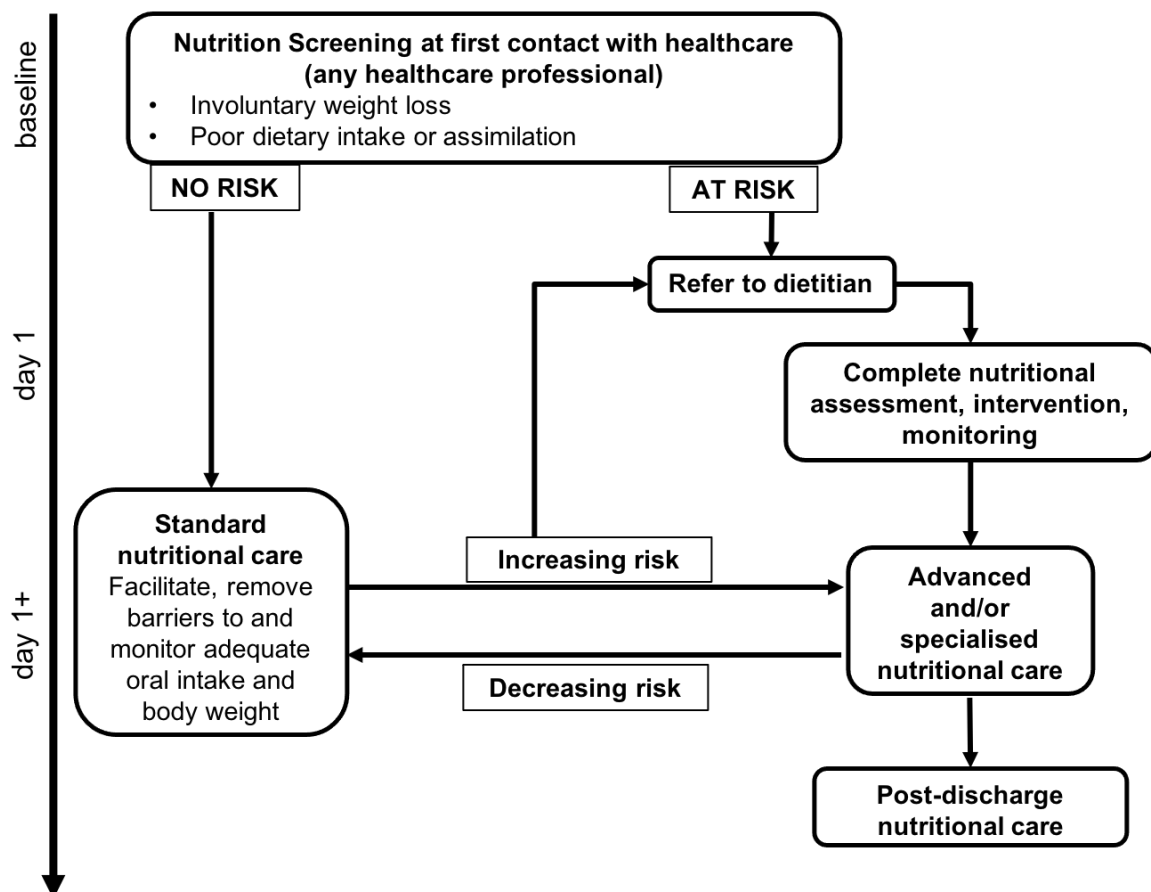 baseline
Nutrition Screening at first contact with healthcare
(any healthcare professional)
• Involuntary weight loss
• Poor dietary intake or assimilation
NO RISK
AT RISK
Refer to dietitian
day 1
Complete nutritional
assessment, intervention,
monitoring
day 1+
Standard
nutritional care
Facilitate, remove
barriers to and
monitor adequate
oral intake and
body weight
Increasing risk
Decreasing risk
Advanced
and/or
specialised
nutritional care
Post-discharge
nutritional care